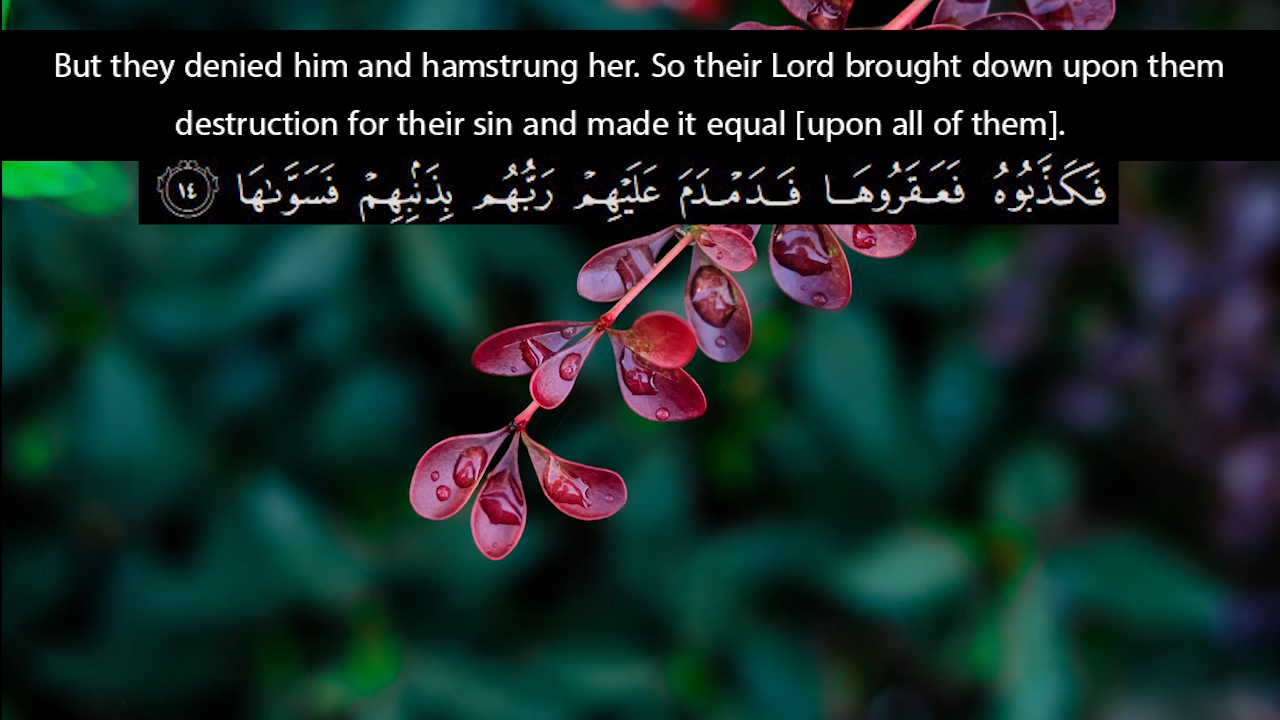 But they denied him and hamstrung her. So their Lord brought down upon them
destruction for their sin and made it equal [upon all of them].
فَكَذَّبُوهُ فَعَقَرُوهَا فَدَمْدَمَ عَلَيْهِمْ رَبُّهُم بِذَنۢبِهِمْ فَسَوَّىٰهَا ١٤